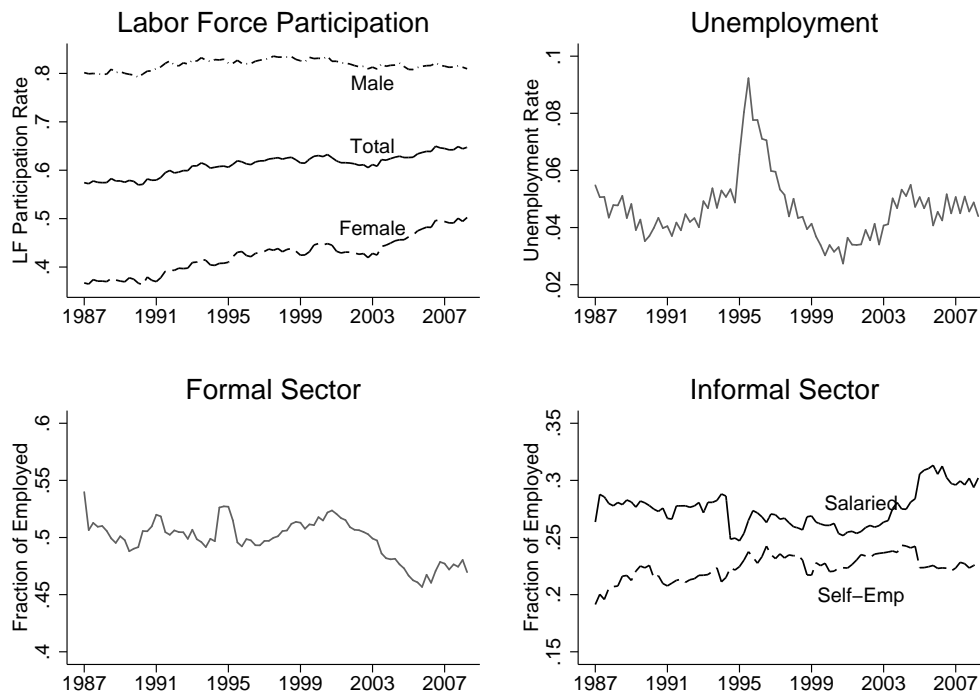 Labor Force Participation
LF Participation Rate
.8
.7
.6
.5
.4
Male
Total
Female
1987 1991 1995 1999 2003 2007
Unemployment
Unemployment Rate
.1
.08
.06
.04
.02
1987 1991 1995 1999 2003 2007
Formal Sector
Fraction of Employed
.6
.55
.5
.45
.4
1987 1991 1995 1999 2003 2007
Informal Sector
Fraction of Employed
.35
.3
.25
.2
.15
Salaried
Self−Emp
1987 1991 1995 1999 2003 2007